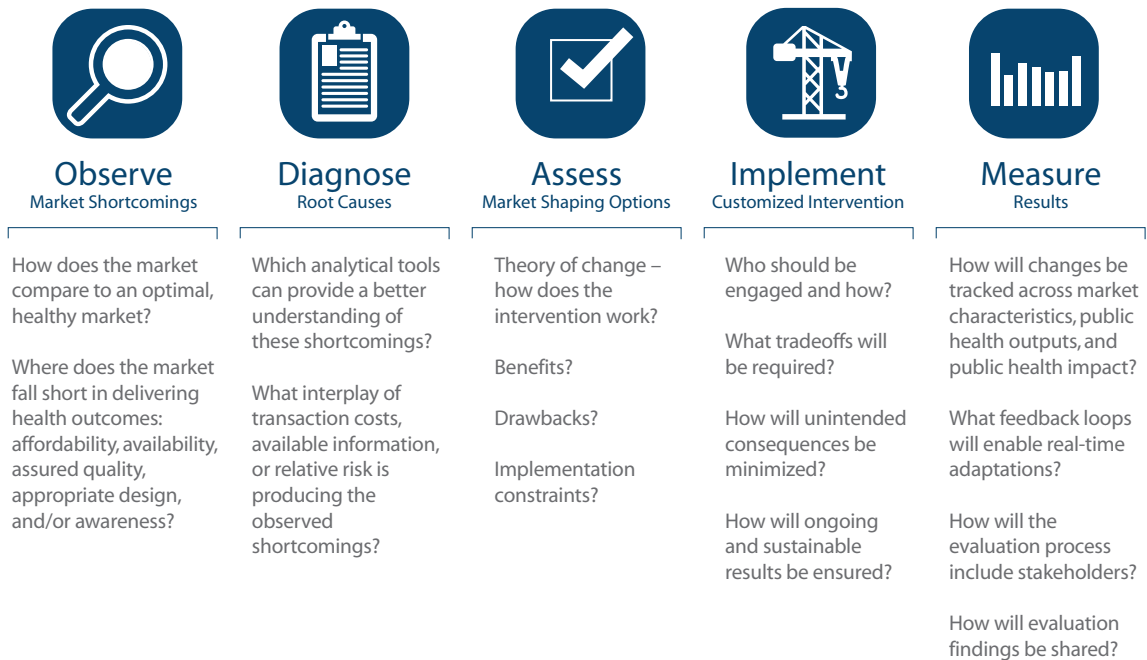 Observe
Market Shortcomings
How does the market
compare to an optimal,
healthy market?
Where does the market
fall short in delivering
health outcomes:
affordability, availability,
assured quality,
appropriate design,
and/or awareness?
Diagnose
Root Causes
Which analytical tools
can provide a better
understanding of
these shortcomings?
What interplay of
transaction costs,
available information,
or relative risk is
producing the
observed
shortcomings?
Assess
Market Shaping Options
Theory of change –
how does the
intervention work?
Benefits?
Drawbacks?
Implementation
constraints?
Implement
Customized Intervention
Who should be
engaged and how?
What tradeoffs will
be required?
How will unintended
consequences be
minimized?
How will ongoing
and sustainable
results be ensured?
Measure
Results
How will changes be
tracked across market
characteristics, public
health outputs, and
public health impact?
What feedback loops
will enable real-time
adaptations?
How will the
evaluation process
include stakeholders?
How will evaluation
findings be shared?